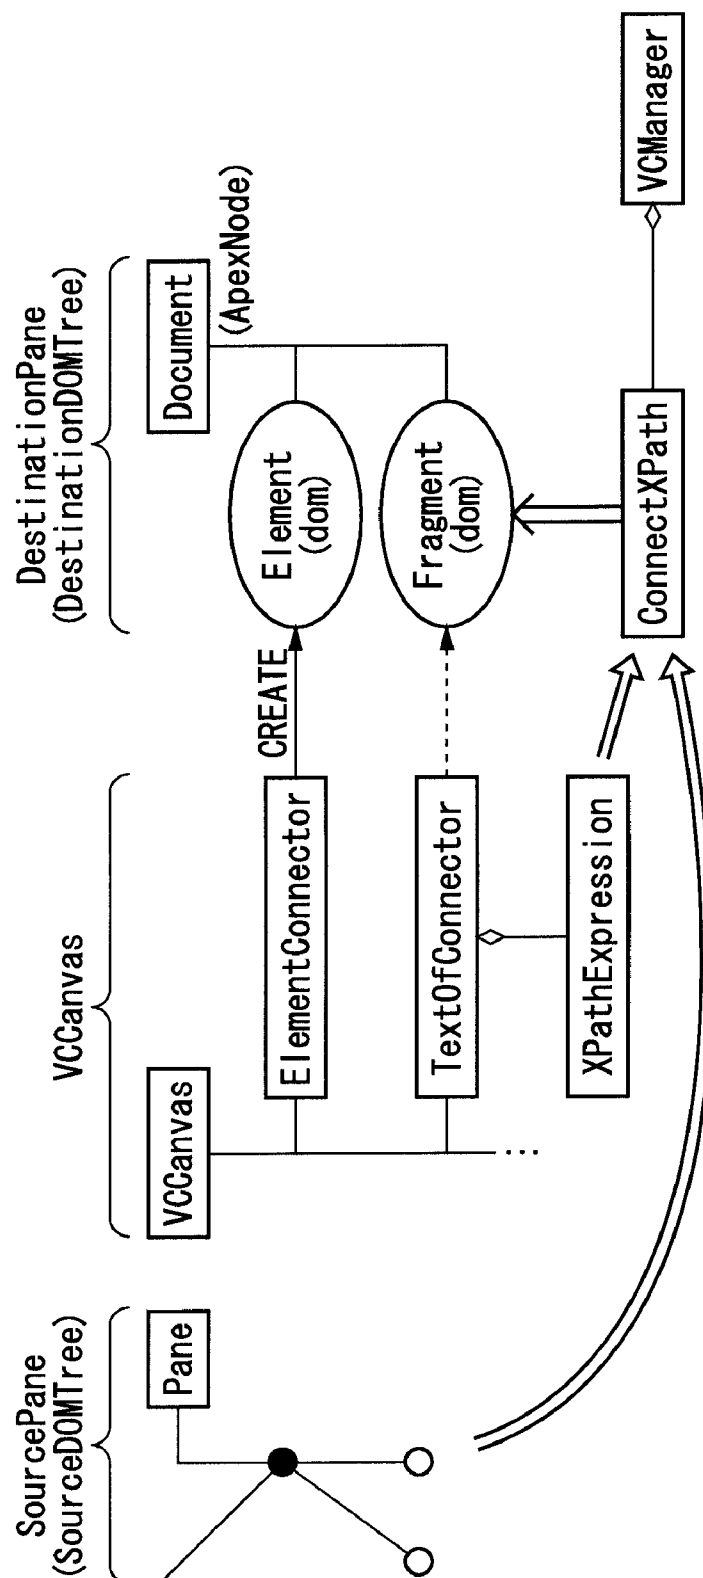 SourcePane
(SourceDOMTree)
VCCanvas
DestinationPane
(DestinationDOMTree)
Pane
VCCanvas
Document
(ApexNode)
ElementConnector
CREATE
Element
(dom)
TextOfConnector
Fragment
(dom)
...
XPathExpression
ConnectXPath
VCManager